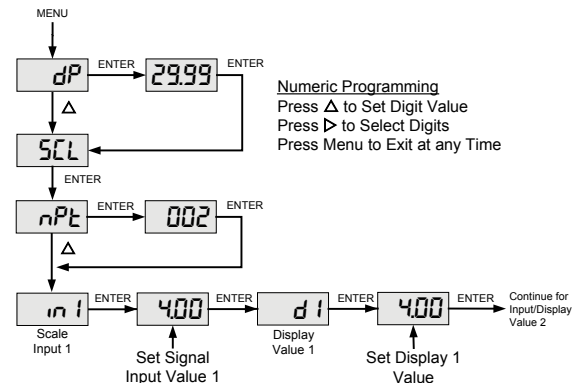 MENU
dP ENTER 29.99 ENTER
Numeric Programming
Press △ to Set Digit Value
Press ▷ to Select Digits
Press Menu to Exit at any Time
△
SCL
ENTER
nPt ENTER 002 ENTER
△
in 1 ENTER 4.00 ENTER d 1 ENTER 4.00 ENTER
Continue for
Input/Display
Value 2
Scale
Input 1
Set Signal
Input Value 1
Display
Value 1
Set Display 1
Value